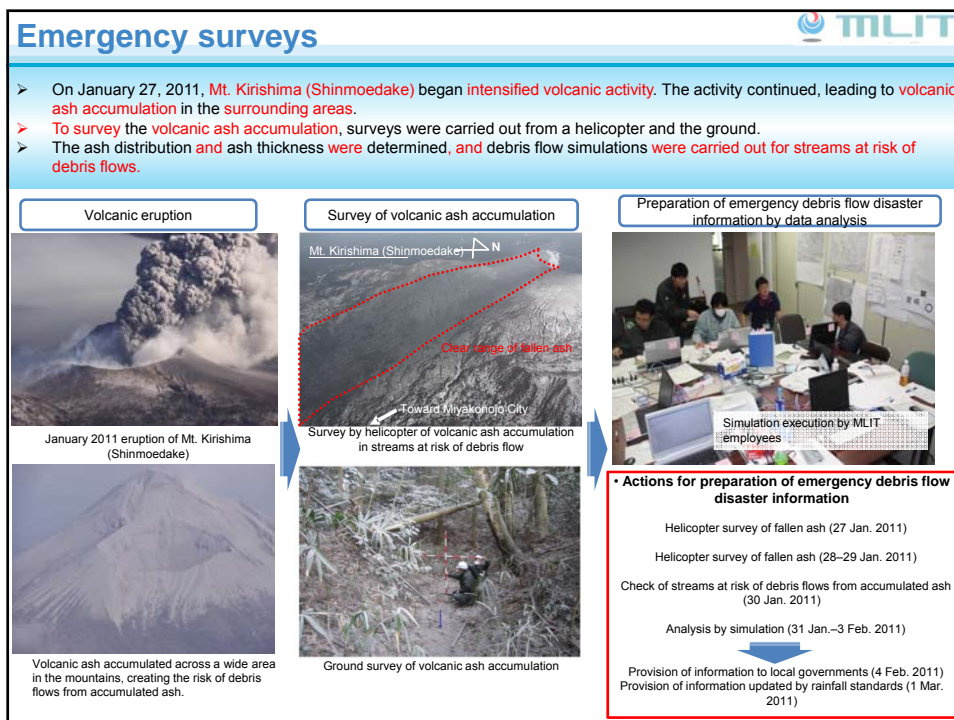 Emergency surveys
MLIT
➤ On January 27, 2011, Mt. Kirishima (Shinmoedake) began intensified volcanic activity. The activity continued, leading to volcanic
ash accumulation in the surrounding areas.
➤ To survey the volcanic ash accumulation, surveys were carried out from a helicopter and the ground.
➤ The ash distribution and ash thickness were determined, and debris flow simulations were carried out for streams at risk of
debris flows.
Volcanic eruption
January 2011 eruption of Mt. Kirishima
(Shinmoedake)
Volcanic ash accumulated across a wide area
in the mountains, creating the risk of debris
flows from accumulated ash.
Survey of volcanic ash accumulation
Mt. Kirishima (Shinmoedake)
N
Clear range of fallen ash
Toward Miyakonojo City
Survey by helicopter of volcanic ash accumulation
in streams at risk of debris flow
Ground survey of volcanic ash accumulation
Preparation of emergency debris flow disaster
information by data analysis
Simulation execution by MLIT
employees
• Actions for preparation of emergency debris flow
disaster information
Helicopter survey of fallen ash (27 Jan. 2011)
Helicopter survey of fallen ash (28–29 Jan. 2011)
Check of streams at risk of debris flows from accumulated ash
(30 Jan. 2011)
Analysis by simulation (31 Jan.–3 Feb. 2011)
Provision of information to local governments (4 Feb. 2011)
Provision of information updated by rainfall standards (1 Mar.
2011)